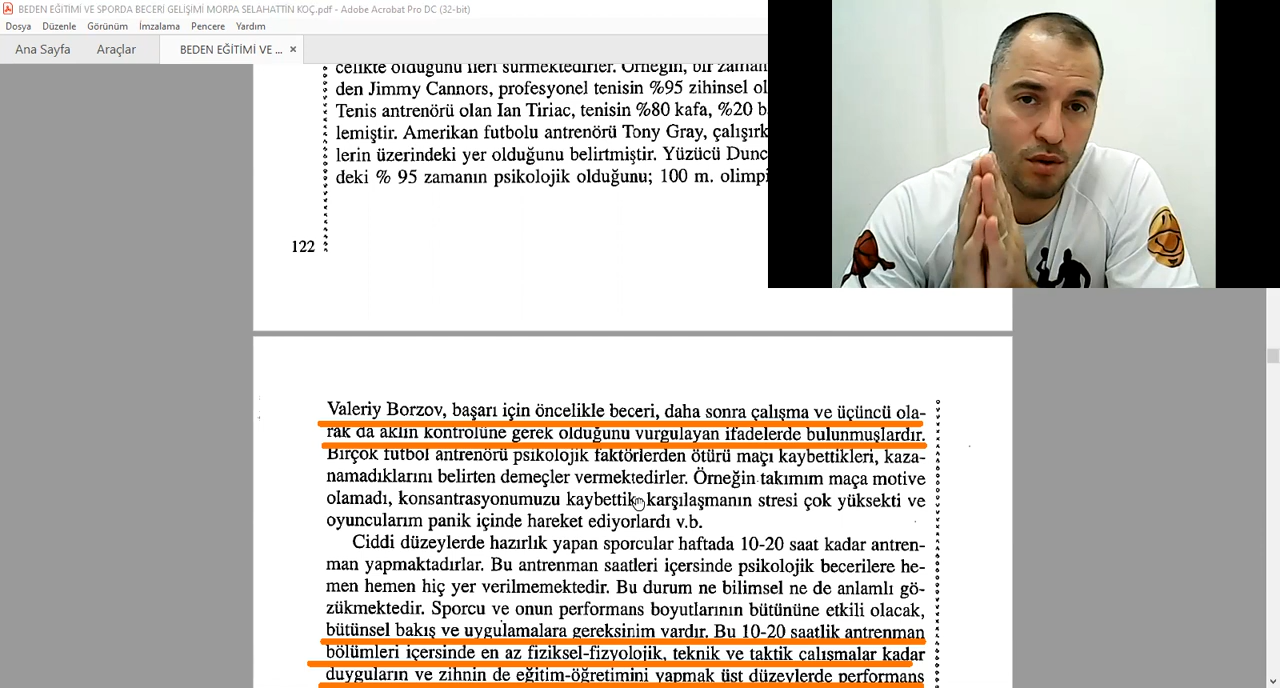 BEDEN EĞİTİMİ VE SPORDA BECERİ GELİŞİMİ MORPA SELAHATTİN KOÇ.pdf - Adobe Acrobat Pro DC (32-bit)
Dosya Düzenle Görünüm İmzalama Pencere Yardım
Ana Sayfa Araçlar BEDEN EĞİTİMİ VE ... ×
celikte olduğunu ileri sürmektedirler. Örneğin, bir zaman
den Jimmy Cannors, profesyonel tenisin %95 zihinsel ol
Tenis antrenörü olan Ian Tiriac, tenisin %80 kafa, %20 b
lemiştir. Amerikan futbolu antrenörü Tony Gray, çalışırk
lerin üzerindeki yer olduğunu belirtmiştir. Yüzücü Dunc
deki % 95 zamanın psikolojik olduğunu; 100 m. olimpi
122
Valeriy Borzov, başarı için öncelikle beceri, daha sonra çalışma ve üçüncü ola-
rak da aklın kontrolüne gerek olduğunu vurgulayan ifadelerde bulunmuşlardır.
Birçok futbol antrenörü psikolojik faktörlerden ötürü maçı kaybettikleri, kaza-
namadıklarını belirten demeçler vermektedirler. Örneğin takımım maça motive
olamadı, konsantrasyonumuzu kaybettik karşılaşmanın stresi çok yüksekti ve
oyuncularım panik içinde hareket ediyorlardı v.b.
Ciddi düzeylerde hazırlık yapan sporcular haftada 10-20 saat kadar antren-
man yapmaktadırlar. Bu antrenman saatleri içersinde psikolojik becerilere he-
men hemen hiç yer verilmemektedir. Bu durum ne bilimsel ne de anlamlı gö-
zükmektedir. Sporcu ve onun performans boyutlarının bütününe etkili olacak,
bütünsel bakış ve uygulamalara gereksinim vardır. Bu 10-20 saatlik antrenman
bölümleri içersinde en az fiziksel-fizyolojik, teknik ve taktik çalışmalar kadar
duyguların ve zihnin de eğitim-öğretimini yapmak üst düzeylerde performans